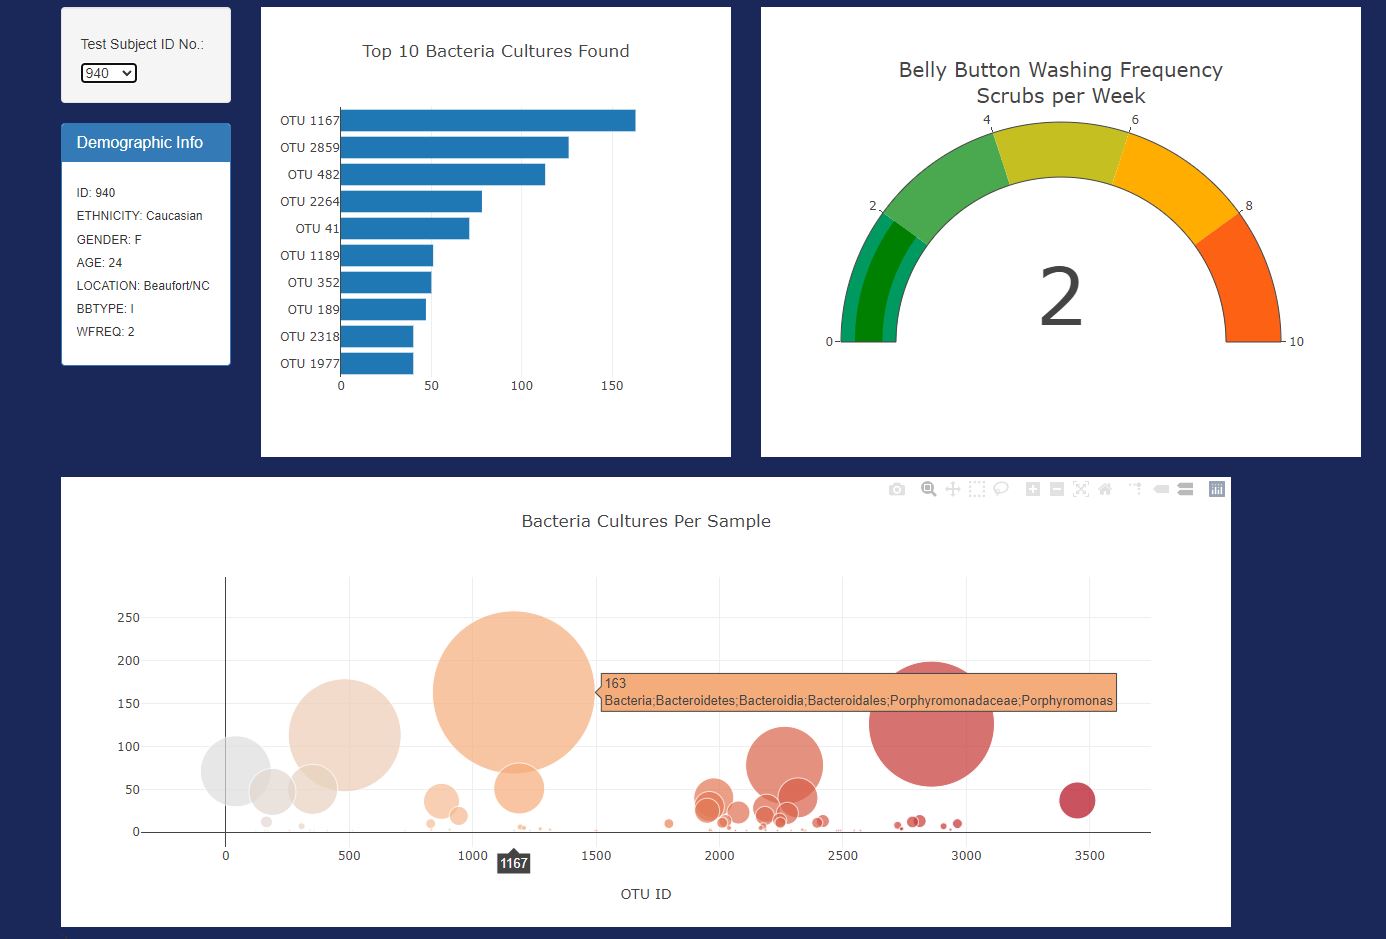 Test Subject ID No.:
940
Demographic Info
ID: 940
ETHNICITY: Caucasian
GENDER: F
AGE: 24
LOCATION: Beaufort/NC
BBTYPE: I
WFREQ: 2
Top 10 Bacteria Cultures Found
OTU 1167
OTU 2859
OTU 482
OTU 2264
OTU 41
OTU 1189
OTU 352
OTU 189
OTU 2318
OTU 1977
0 50 100 150
Belly Button Washing Frequency
Scrubs per Week
4 6
2 8
2
0 10
Bacteria Cultures Per Sample
250
200
163
Bacteria;Bacteroidetes;Bacteroidia;Bacteroidales;Porphyromonadaceae;Porphyromonas
150
100
50
0
0 500 1000 1500 2000 2500 3000 3500
1167
OTU ID